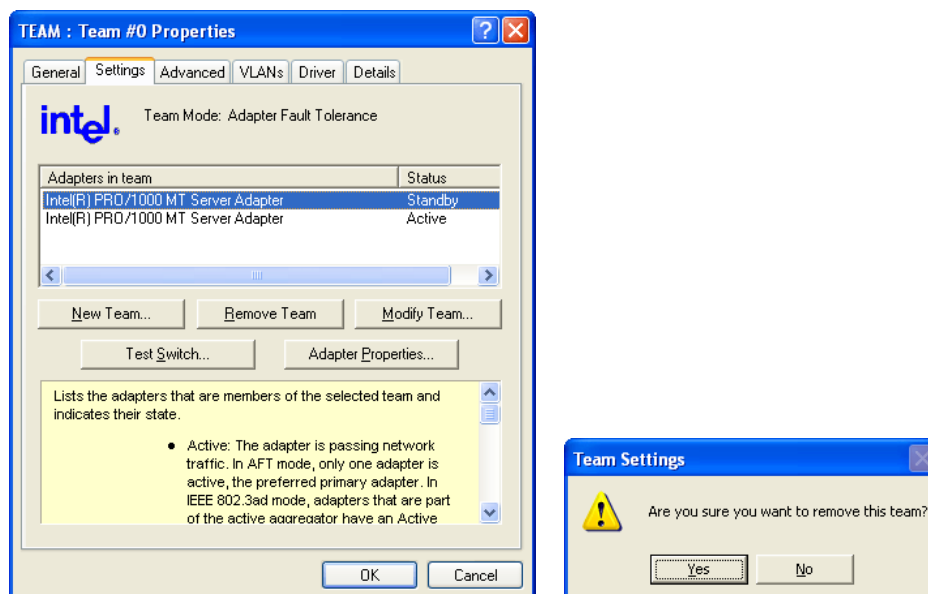 TEAM : Team #0 Properties
General Settings Advanced VLANs Driver Details
intel®
Team Mode: Adapter Fault Tolerance
Adapters in team Status
Intel(R) PRO/1000 MT Server Adapter Standby
Intel(R) PRO/1000 MT Server Adapter Active
New Team... Remove Team Modify Team...
Test Switch... Adapter Properties...
Lists the adapters that are members of the selected team and
indicates their state.
● Active: The adapter is passing network
traffic. In AFT mode, only one adapter is
active, the preferred primary adapter. In
IEEE 802.3ad mode, adapters that are part
of the active aggregator have an Active
OK Cancel
Team Settings
Are you sure you want to remove this team?
Yes No